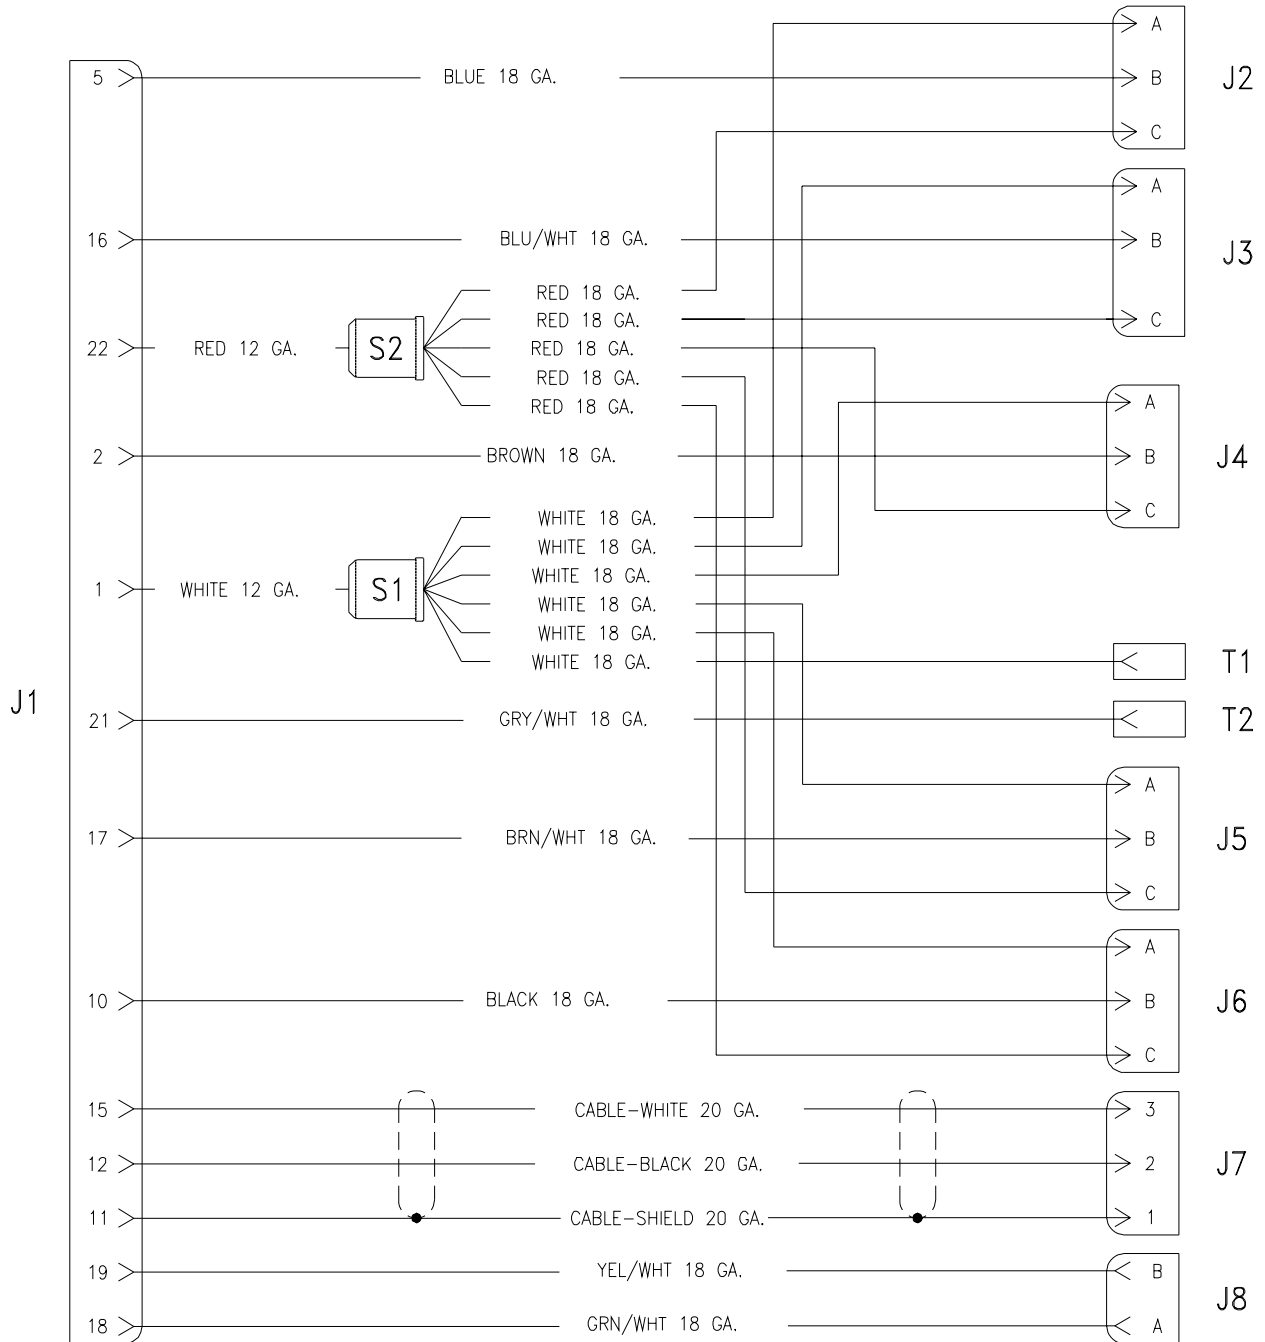 A
5 BLUE 18 GA. B J2
C
A
16 BLU/WHT 18 GA. B J3
RED 18 GA.
RED 18 GA. C
22 RED 12 GA. S2 RED 18 GA.
RED 18 GA.
RED 18 GA.
A
2 BROWN 18 GA. B J4
C
WHITE 18 GA.
WHITE 18 GA.
WHITE 18 GA.
1 WHITE 12 GA. S1
WHITE 18 GA.
WHITE 18 GA.
WHITE 18 GA. T1
J1
21 GRY/WHT 18 GA. T2
A
17 BRN/WHT 18 GA. B J5
C
A
10 BLACK 18 GA. B J6
C
15 CABLE-WHITE 20 GA. 3
12 CABLE-BLACK 20 GA. 2 J7
11 CABLE-SHIELD 20 GA. 1
19 YEL/WHT 18 GA. B
J8
18 GRN/WHT 18 GA. A